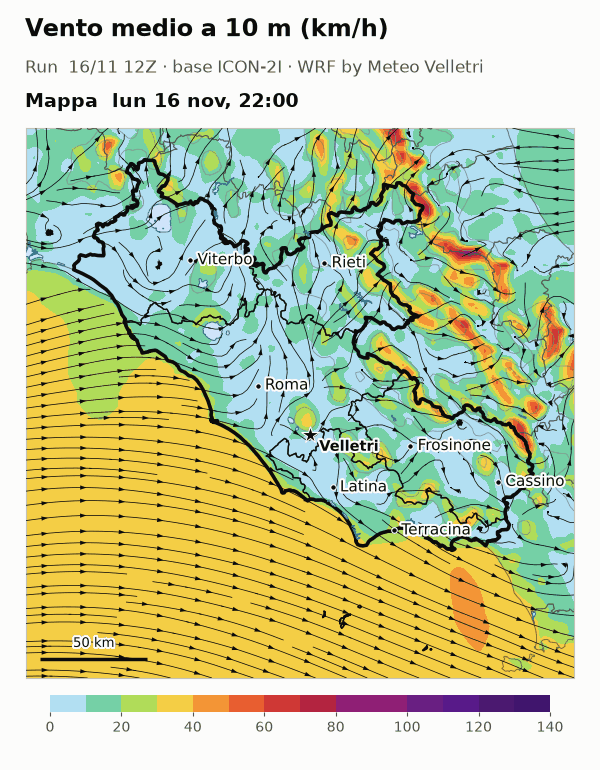 Vento medio a 10 m (km/h)
Run 16/11 12Z · base ICON-2I · WRF by Meteo Velletri
Mappa lun 16 nov, 22:00
Viterbo
Rieti
Roma
Velletri
Frosinone
Latina
Cassino
Terracina
50 km
0 20 40 60 80 100 120 140